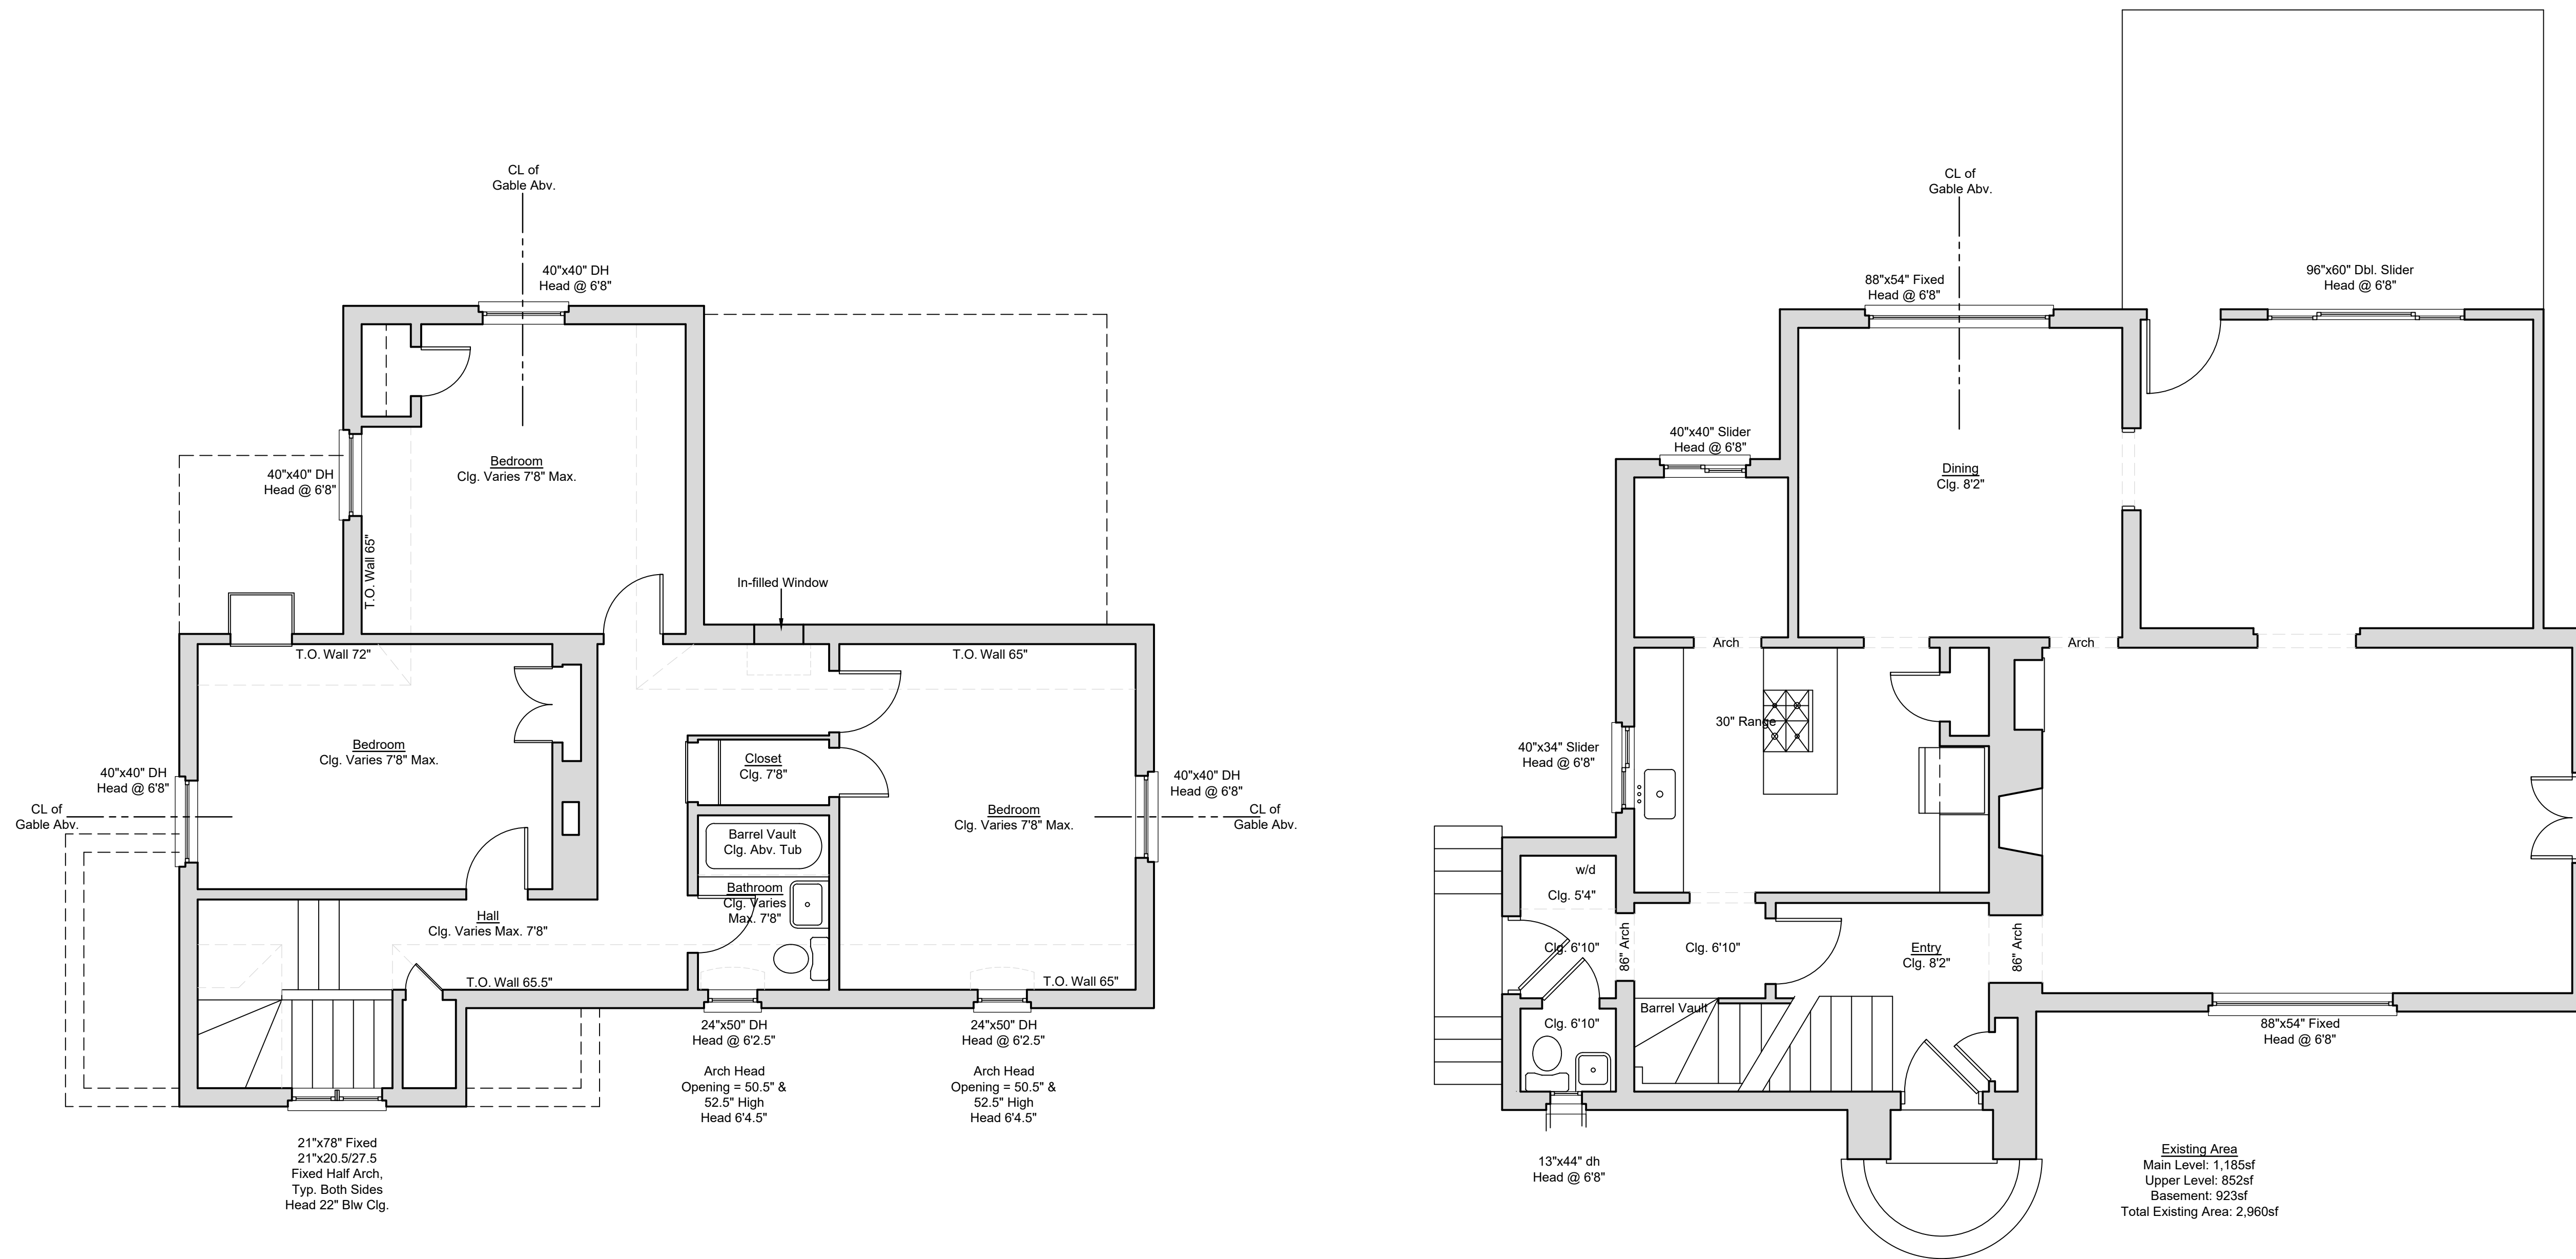 CL of
Gable Abv.
40"x40" DH
Head @ 6'8"
40"x40" DH
Head @ 6'8"
Bedroom
Clg. Varies 7'8" Max.
T.O. Wall 65"
In-filled Window
T.O. Wall 72"
T.O. Wall 65"
Bedroom
Clg. Varies 7'8" Max.
Closet
Clg. 7'8"
40"x40" DH
Head @ 6'8"
CL of
Gable Abv.
40"x40" DH
Head @ 6'8"
CL of
Gable Abv.
Bedroom
Clg. Varies 7'8" Max.
Barrel Vault
Clg. Abv. Tub
Bathroom
Clg. Varies
Max. 7'8"
Hall
Clg. Varies Max. 7'8"
T.O. Wall 65.5"
T.O. Wall 65"
24"x50" DH
Head @ 6'2.5"
Arch Head
Opening = 50.5" &
52.5" High
Head 6'4.5"
24"x50" DH
Head @ 6'2.5"
Arch Head
Opening = 50.5" &
52.5" High
Head 6'4.5"
21"x78" Fixed
21"x20.5/27.5
Fixed Half Arch,
Typ. Both Sides
Head 22" Blw Clg.
CL of
Gable Abv.
88"x54" Fixed
Head @ 6'8"
96"x60" Dbl. Slider
Head @ 6'8"
40"x40" Slider
Head @ 6'8"
Dining
Clg. 8'2"
Arch
Arch
30" Range
40"x34" Slider
Head @ 6'8"
w/d
Clg. 5'4"
Clg. 6'10"
86" Arch
Clg. 6'10"
Entry
Clg. 8'2"
86" Arch
Barrel Vault
Clg. 6'10"
88"x54" Fixed
Head @ 6'8"
13"x44" dh
Head @ 6'8"
Existing Area
Main Level: 1,185sf
Upper Level: 852sf
Basement: 923sf
Total Existing Area: 2,960sf